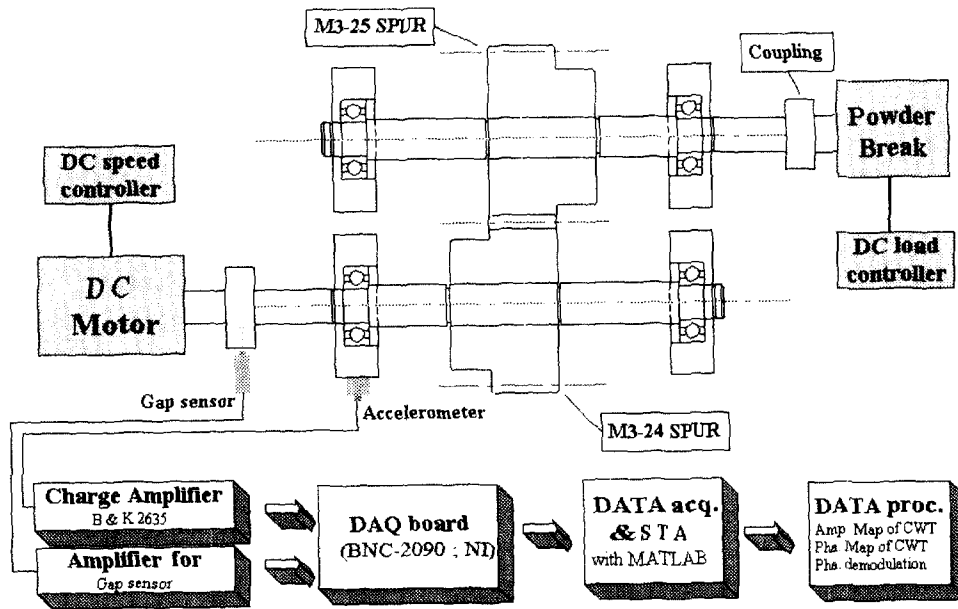 M3-25 SPUR
Coupling
Powder
Break
DC speed
controller
DC load
controller
DC
Motor
Gap sensor
Accelerometer
M3-24 SPUR
Charge Amplifier
B & K 2635
Amplifier for
Gap sensor
DAQ board
(BNC-2090 ; NI)
DATA acq.
& S T A
with MATLAB
DATA proc.
Amp. Map of CWT
Pha. Map of CWT
Pha. demodulation